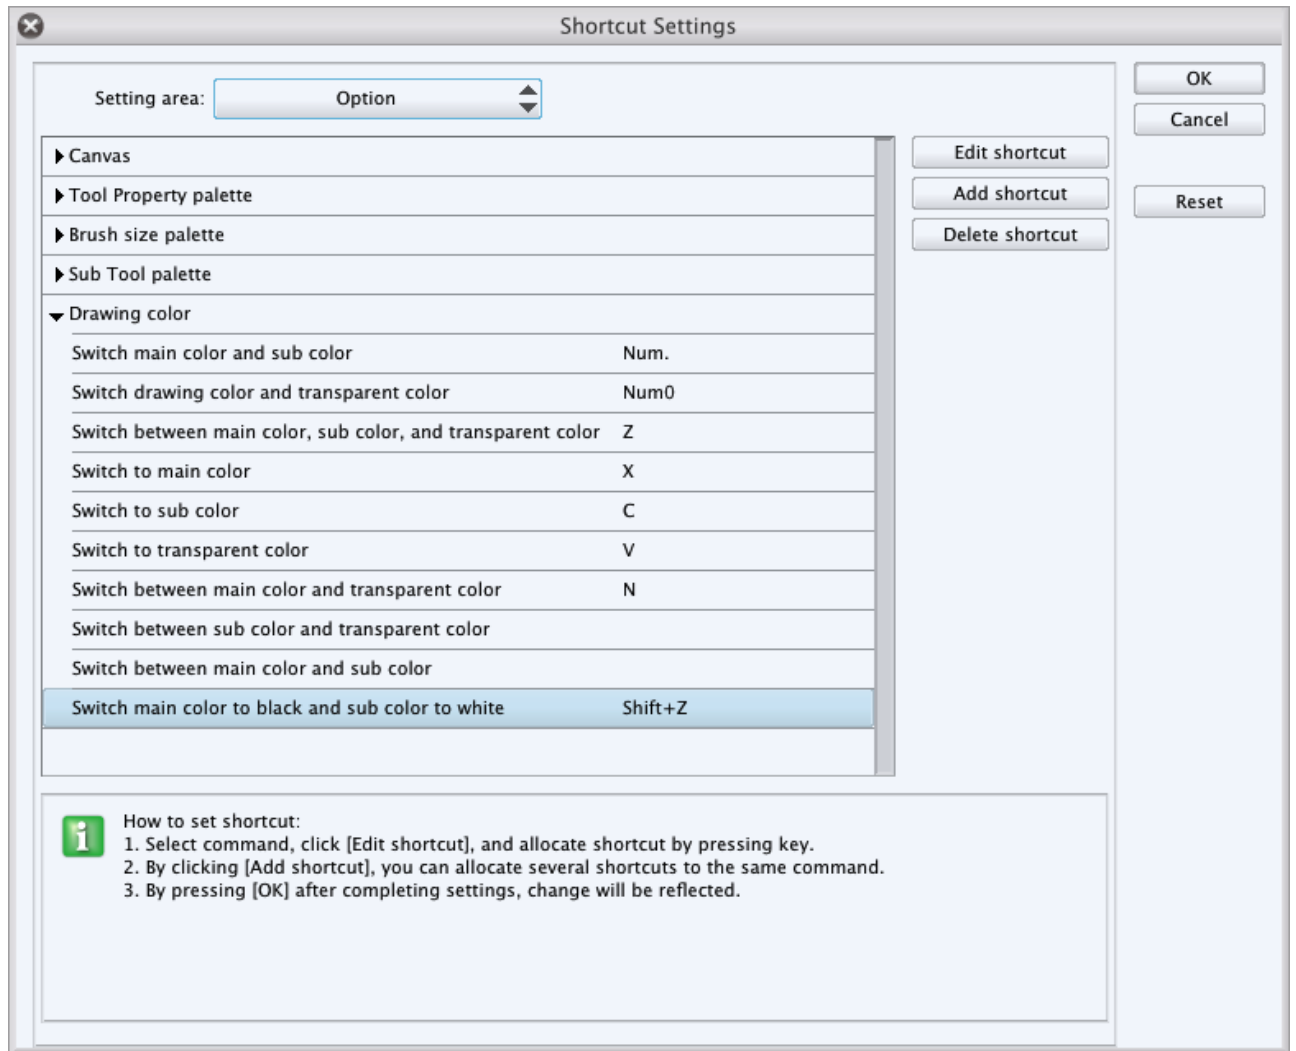 Shortcut Settings
Setting area: Option
OK
Cancel
Reset
Edit shortcut
Add shortcut
Delete shortcut
Canvas
Tool Property palette
Brush size palette
Sub Tool palette
Drawing color
Switch main color and sub color Num.
Switch drawing color and transparent color Num0
Switch between main color, sub color, and transparent color Z
Switch to main color X
Switch to sub color C
Switch to transparent color V
Switch between main color and transparent color N
Switch between sub color and transparent color
Switch between main color and sub color
Switch main color to black and sub color to white Shift+Z
How to set shortcut:
1. Select command, click [Edit shortcut], and allocate shortcut by pressing key.
2. By clicking [Add shortcut], you can allocate several shortcuts to the same command.
3. By pressing [OK] after completing settings, change will be reflected.